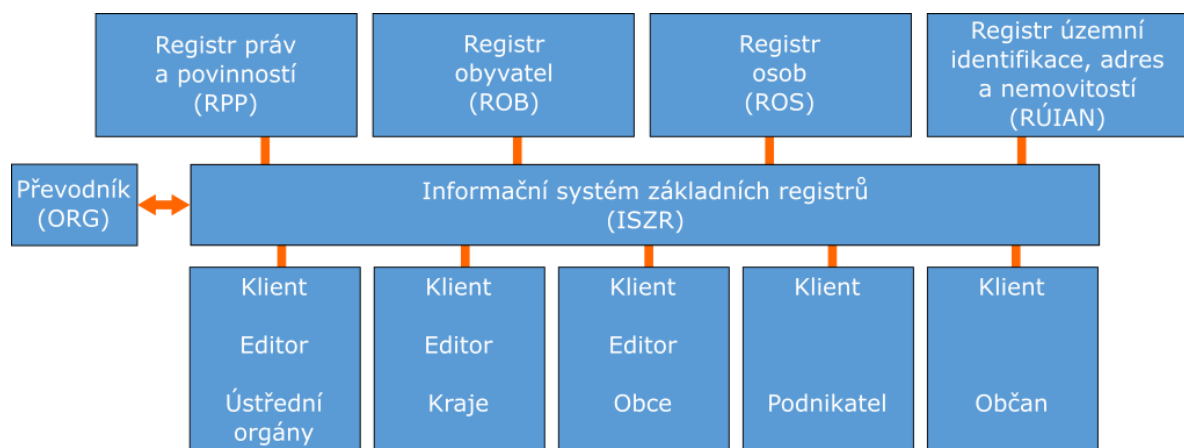 Registr práv
a povinností
(RPP)
Registr
obyvatel
(ROB)
Registr
osob
(ROS)
Registr územní
identifikace, adres
a nemovitostí
(RÚIAN)
Převodník
(ORG)
Informační systém základních registrů
(ISZR)
Klient
Editor
Ústřední
orgány
Klient
Editor
Kraje
Klient
Editor
Obce
Klient
Podnikatel
Klient
Občan